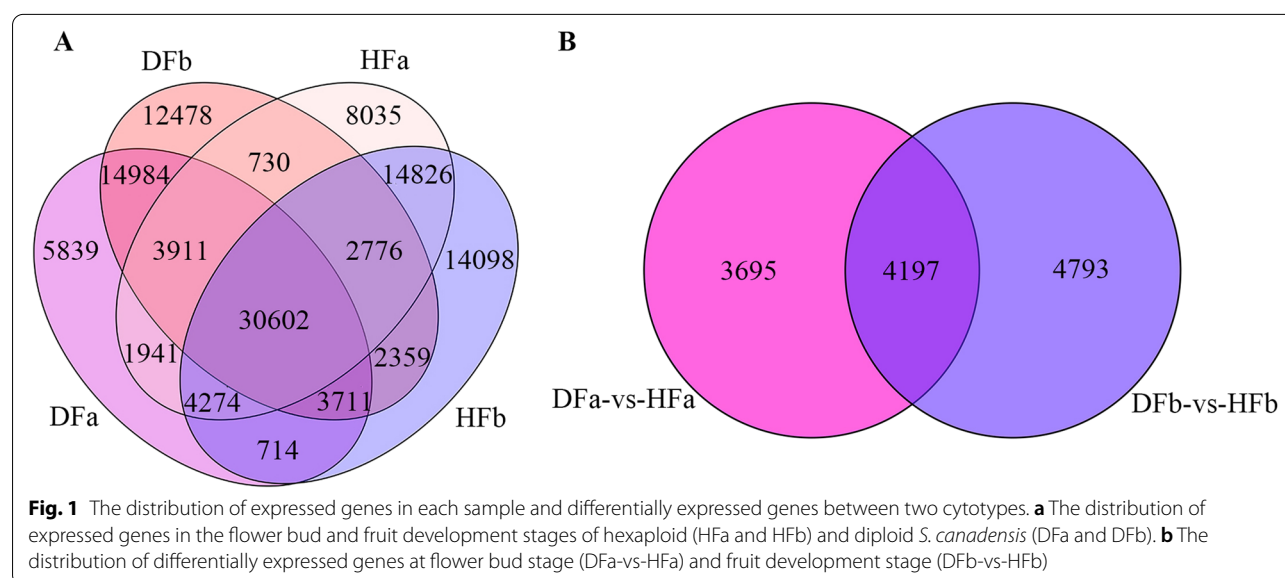 A
B
DFb
HFa
12478
8035
730
14984
14826
5839
3911
2776
14098
3695
4197
4793
30602
1941
2359
4274
3711
DFa
HFb
714
DFa-vs-HFa
DFb-vs-HFb
Fig. 1 The distribution of expressed genes in each sample and differentially expressed genes between two cytotypes. a The distribution of
expressed genes in the flower bud and fruit development stages of hexaploid (HFa and HFb) and diploid S. canadensis (DFa and DFb). b The
distribution of differentially expressed genes at flower bud stage (DFa-vs-HFa) and fruit development stage (DFb-vs-HFb)